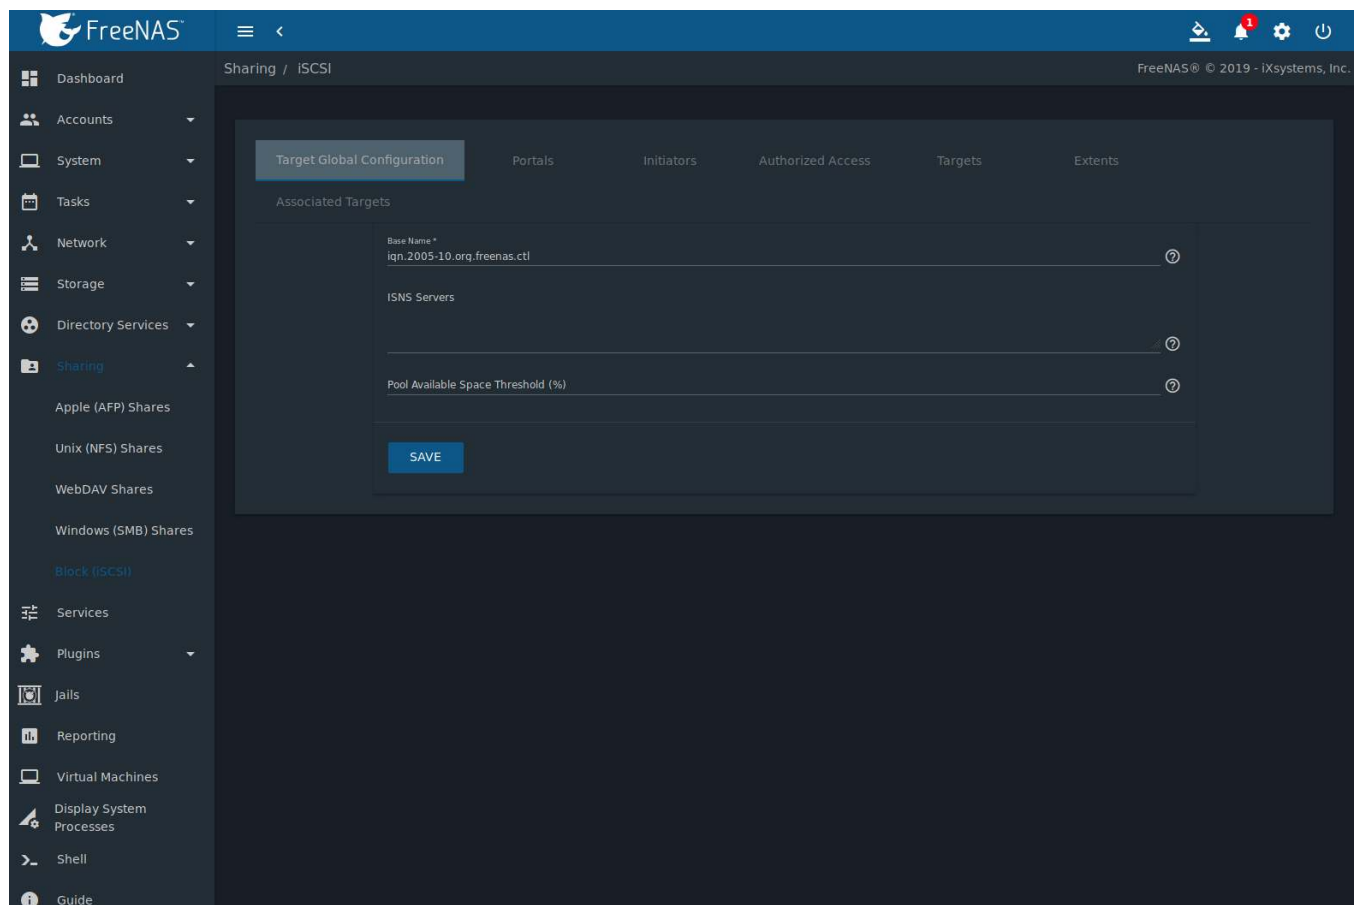 FreeNAS
1
Sharing / iSCSI
FreeNAS® © 2019 - iXsystems, Inc.
Dashboard
Accounts
System
Tasks
Network
Storage
Directory Services
Sharing
Apple (AFP) Shares
Unix (NFS) Shares
WebDAV Shares
Windows (SMB) Shares
Block (iSCSI)
Services
Plugins
Jails
Reporting
Virtual Machines
Display System
Processes
Shell
Guide
Target Global Configuration
Portals
Initiators
Authorized Access
Targets
Extents
Associated Targets
Base Name *
iqn.2005-10.org.freenas.ctl
ISNS Servers
Pool Available Space Threshold (%)
SAVE